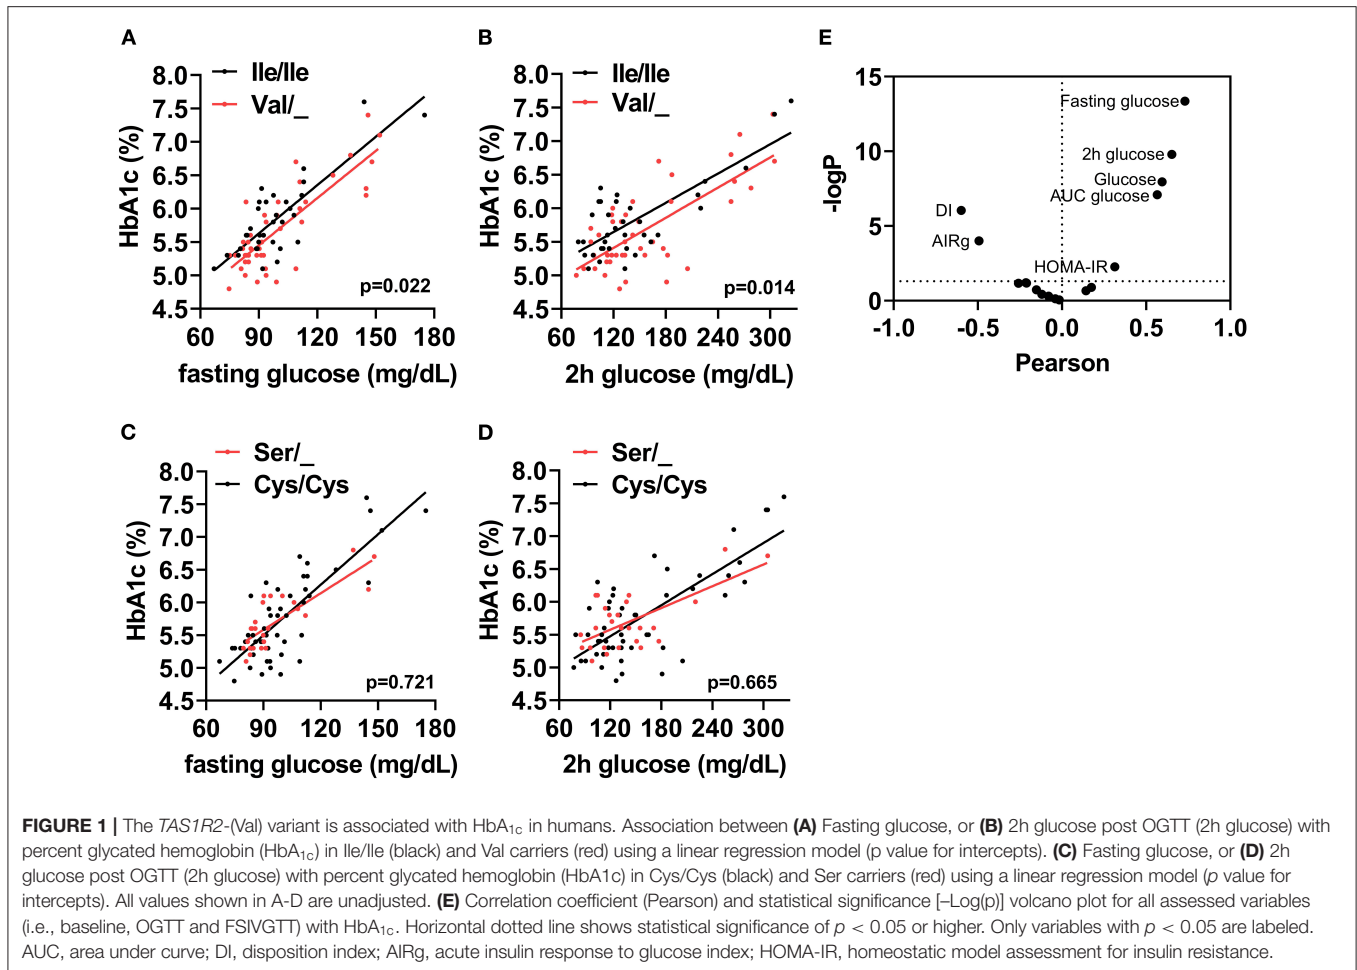 A
Ile/Ile
Val/_
8.0
7.5
7.0
6.5
6.0
5.5
5.0
4.5
HbA1c (%)
p=0.022
60 90 120 150 180
fasting glucose (mg/dL)
B
Ile/Ile
Val/_
8.0
7.5
7.0
6.5
6.0
5.5
5.0
4.5
HbA1c (%)
p=0.014
60 120 180 240 300
2h glucose (mg/dL)
E
15
10
5
0
-logP
Fasting glucose
2h glucose
Glucose
AUC glucose
DI
AIRg
HOMA-IR
-1.0 -0.5 0.0 0.5 1.0
Pearson
C
Ser/_
Cys/Cys
8.0
7.5
7.0
6.5
6.0
5.5
5.0
4.5
HbA1c (%)
p=0.721
60 90 120 150 180
fasting glucose (mg/dL)
D
Ser/_
Cys/Cys
8.0
7.5
7.0
6.5
6.0
5.5
5.0
4.5
HbA1c (%)
p=0.665
60 120 180 240 300
2h glucose (mg/dL)
FIGURE 1 | The TAS1R2-(Val) variant is associated with HbA1c in humans. Association between (A) Fasting glucose, or (B) 2h glucose post OGTT (2h glucose) with
percent glycated hemoglobin (HbA1c) in Ile/Ile (black) and Val carriers (red) using a linear regression model (p value for intercepts). (C) Fasting glucose, or (D) 2h
glucose post OGTT (2h glucose) with percent glycated hemoglobin (HbA1c) in Cys/Cys (black) and Ser carriers (red) using a linear regression model (p value for
intercepts). All values shown in A-D are unadjusted. (E) Correlation coefficient (Pearson) and statistical significance [–Log(p)] volcano plot for all assessed variables
(i.e., baseline, OGTT and FSIVGTT) with HbA1c. Horizontal dotted line shows statistical significance of p < 0.05 or higher. Only variables with p < 0.05 are labeled.
AUC, area under curve; DI, disposition index; AIRg, acute insulin response to glucose index; HOMA-IR, homeostatic model assessment for insulin resistance.